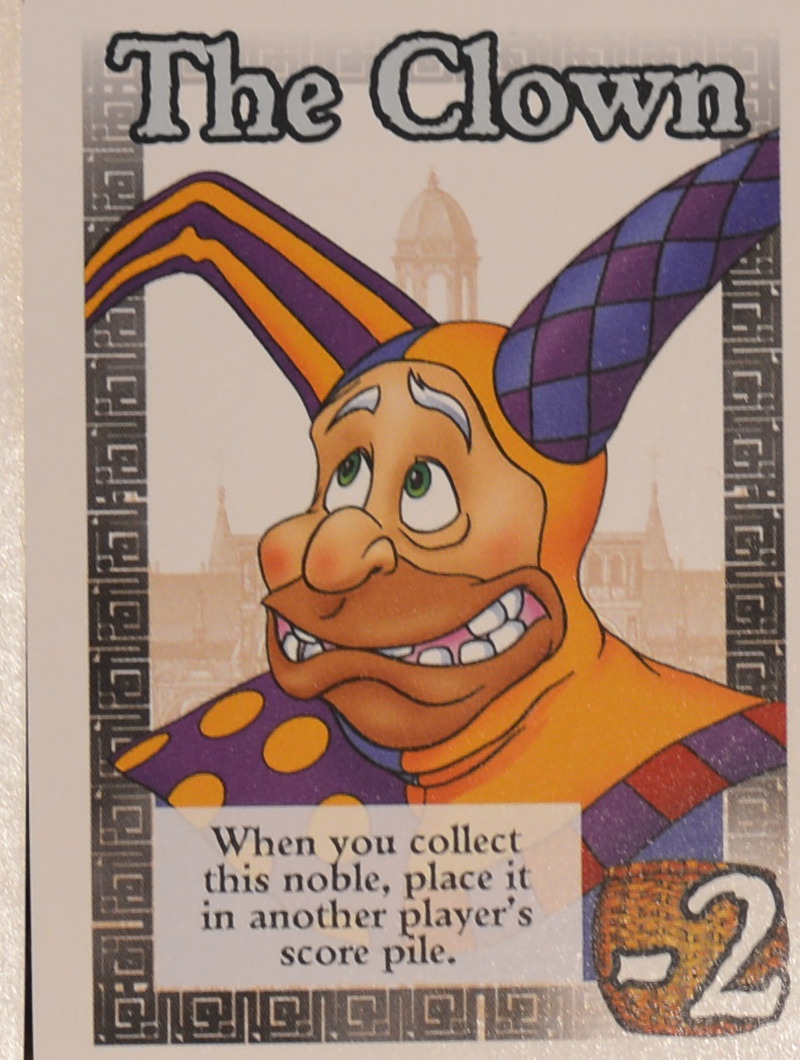 The Clown
When you collect
this noble, place it
in another player's
score pile.
-2